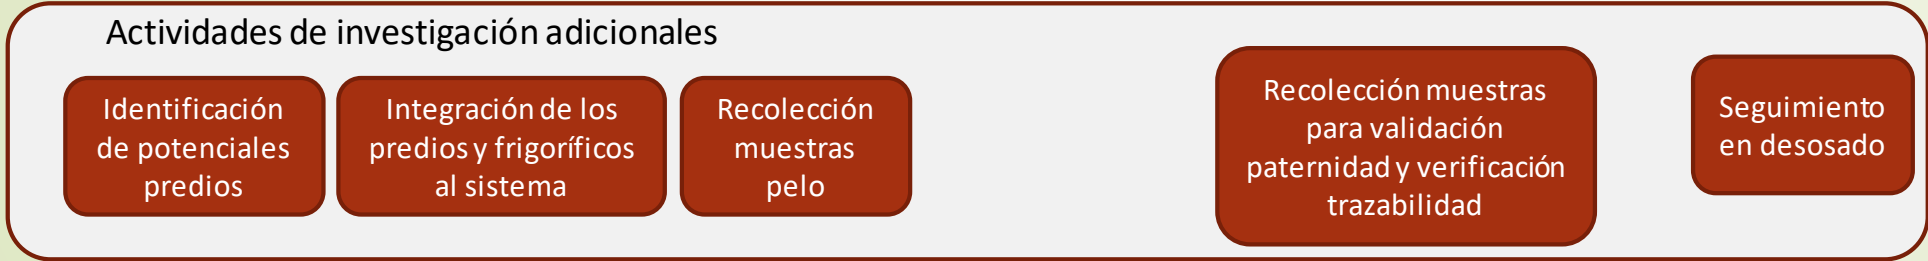 Actividades de investigación adicionales
Identificación
de potenciales
predios
Integración de los
predios y frigoríficos
al sistema
Recolección
muestras
pelo
Recolección muestras
para validación
paternidad y verificación
trazabilidad
Seguimiento
en desosado